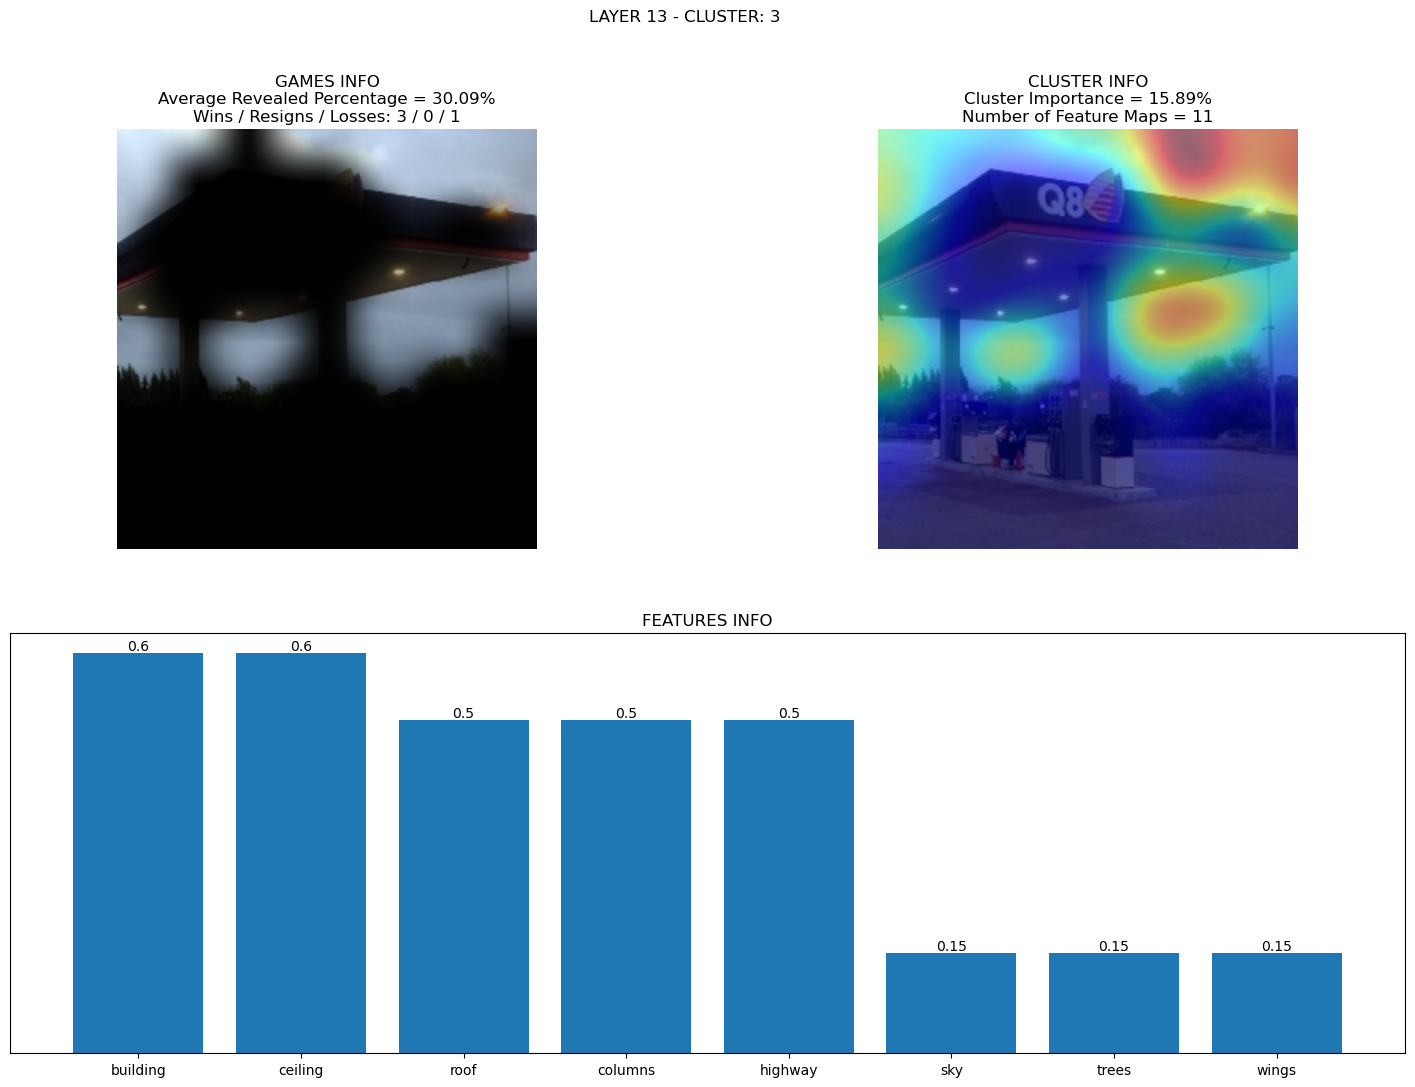 LAYER 13 - CLUSTER: 3
GAMES INFO
Average Revealed Percentage = 30.09%
Wins / Resigns / Losses: 3 / 0 / 1
CLUSTER INFO
Cluster Importance = 15.89%
Number of Feature Maps = 11
Q8
FEATURES INFO
0.6
0.6
0.5
0.5
0.5
0.15
0.15
0.15
building
ceiling
roof
columns
highway
sky
trees
wings